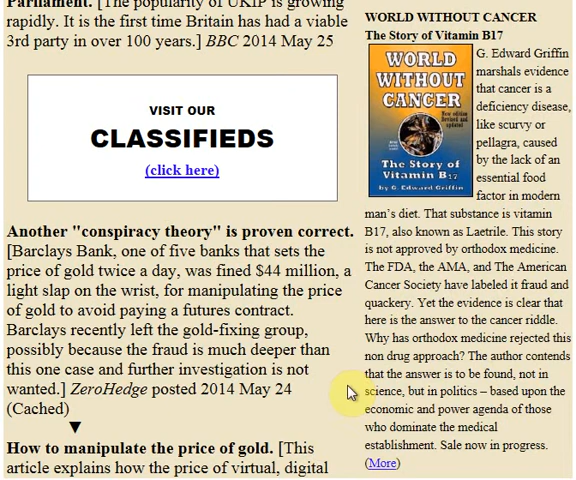 Parliament. [The popularity of UKIP is growing
rapidly. It is the first time Britain has had a viable
3rd party in over 100 years.] BBC 2014 May 25
VISIT OUR
CLASSIFIEDS
(click here)
Another "conspiracy theory" is proven correct.
[Barclays Bank, one of five banks that sets the
price of gold twice a day, was fined $44 million, a
light slap on the wrist, for manipulating the price
of gold to avoid paying a futures contract.
Barclays recently left the gold-fixing group,
possibly because the fraud is much deeper than
this one case and further investigation is not
wanted.] ZeroHedge posted 2014 May 24
(Cached)
How to manipulate the price of gold. [This
article explains how the price of virtual, digital
WORLD WITHOUT CANCER
The Story of Vitamin B17
WORLD
WITHOUT
CANCER
New edition
Revised and
updated
The Story of
Vitamin B17
by G. Edward Griffin
G. Edward Griffin
marshals evidence
that cancer is a
deficiency disease,
like scurvy or
pellagra, caused
by the lack of an
essential food
factor in modern
man's diet. That substance is vitamin
B17, also known as Laetrile. This story
is not approved by orthodox medicine.
The FDA, the AMA, and The American
Cancer Society have labeled it fraud and
quackery. Yet the evidence is clear that
here is the answer to the cancer riddle.
Why has orthodox medicine rejected this
non drug approach? The author contends
that the answer is to be found, not in
science, but in politics – based upon the
economic and power agenda of those
who dominate the medical
establishment. Sale now in progress.
(More)